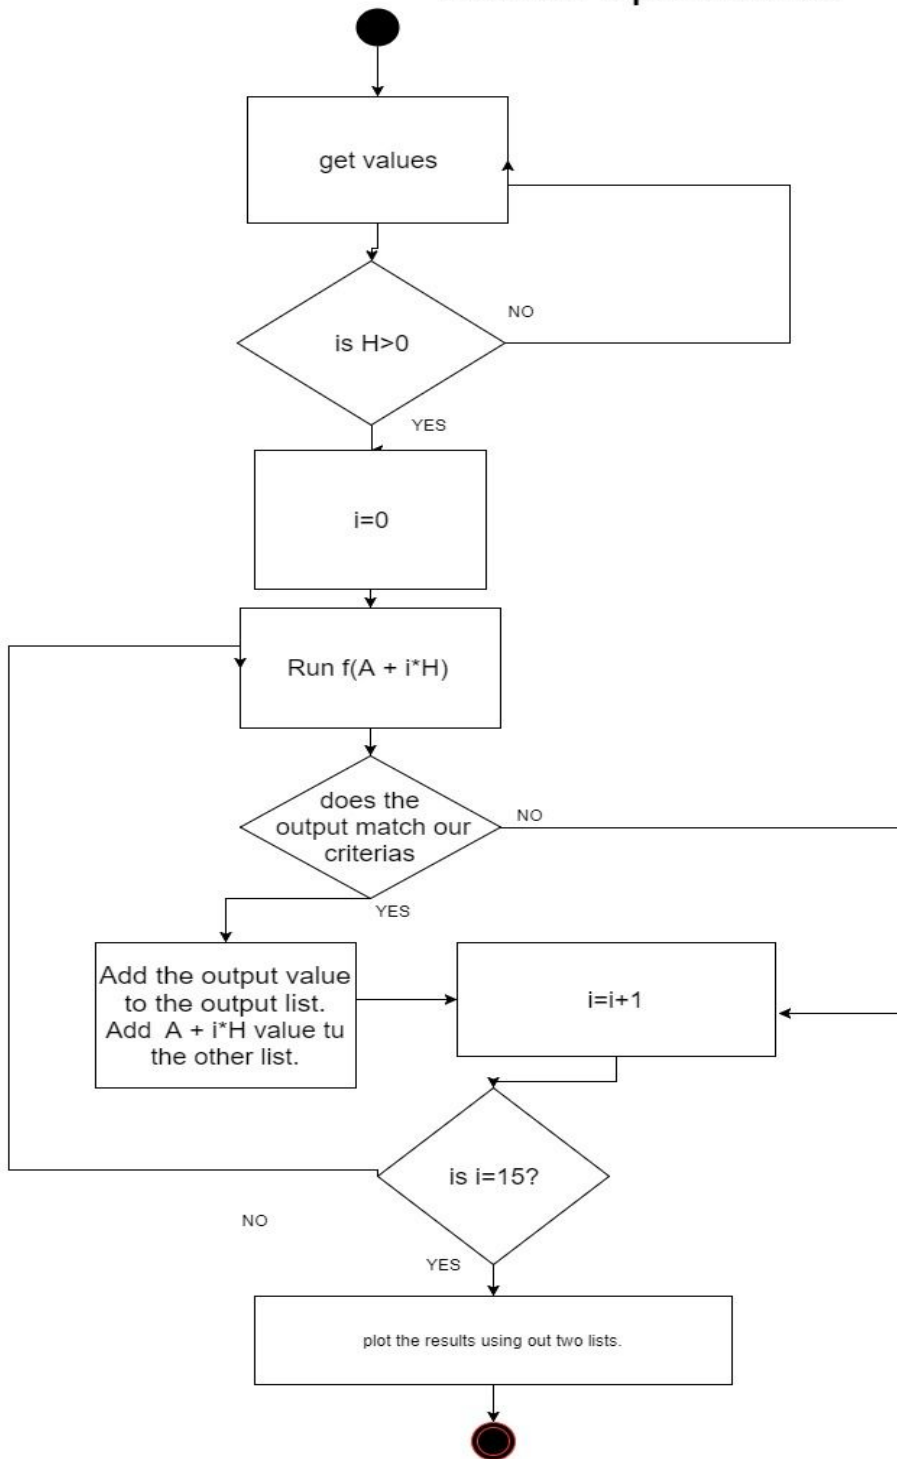 get values
is H>0
NO
YES
i=0
Run f(A + i*H)
does the
output match our
criterias
NO
YES
Add the output value
to the output list.
Add A + i*H value tu
the other list.
i=i+1
is i=15?
NO
YES
plot the results using out two lists.